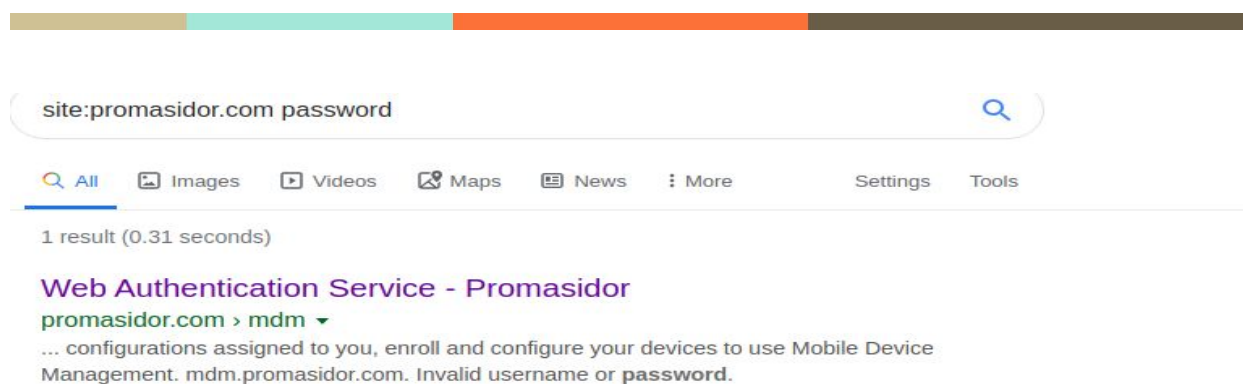 site:promasidor.com password
All Images Videos Maps News More Settings Tools
1 result (0.31 seconds)
Web Authentication Service - Promasidor
promasidor.com › mdm
... configurations assigned to you, enroll and configure your devices to use Mobile Device
Management. mdm.promasidor.com. Invalid username or password.